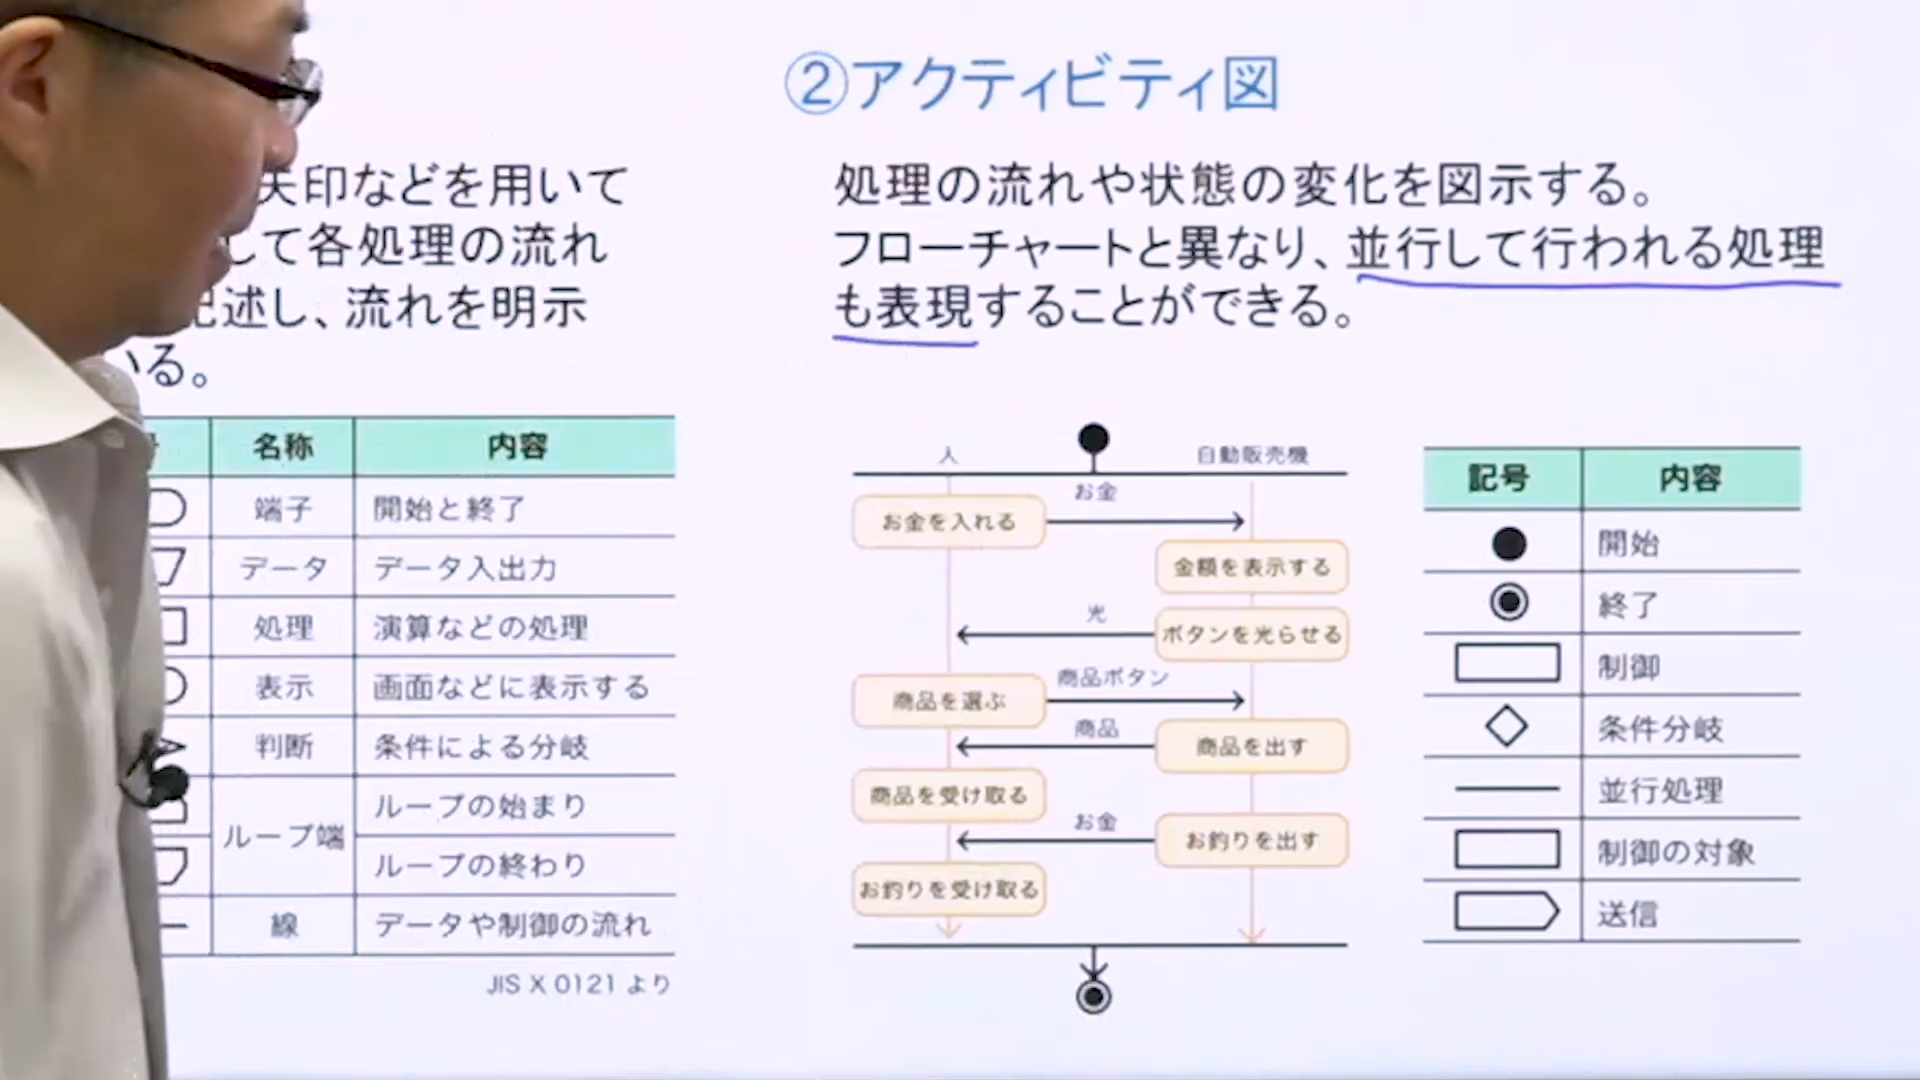 ②アクティビティ図
矢印などを用いて
して各処理の流れ
記述し、流れを明示
いる。
処理の流れや状態の変化を図示する。
フローチャートと異なり、並行して行われる処理
も表現することができる。
名称 内容
端子 開始と終了
データ データ入出力
処理 演算などの処理
表示 画面などに表示する
判断 条件による分岐
ループ端 ループの始まり
ループの終わり
線 データや制御の流れ
JIS X 0121 より
人 自動販売機
お金
お金を入れる
金額を表示する
光
ボタンを光らせる
商品ボタン
商品を選ぶ
商品
商品を出す
商品を受け取る
お金
お釣りを出す
お釣りを受け取る
記号 内容
開始
終了
制御
条件分岐
並行処理
制御の対象
送信